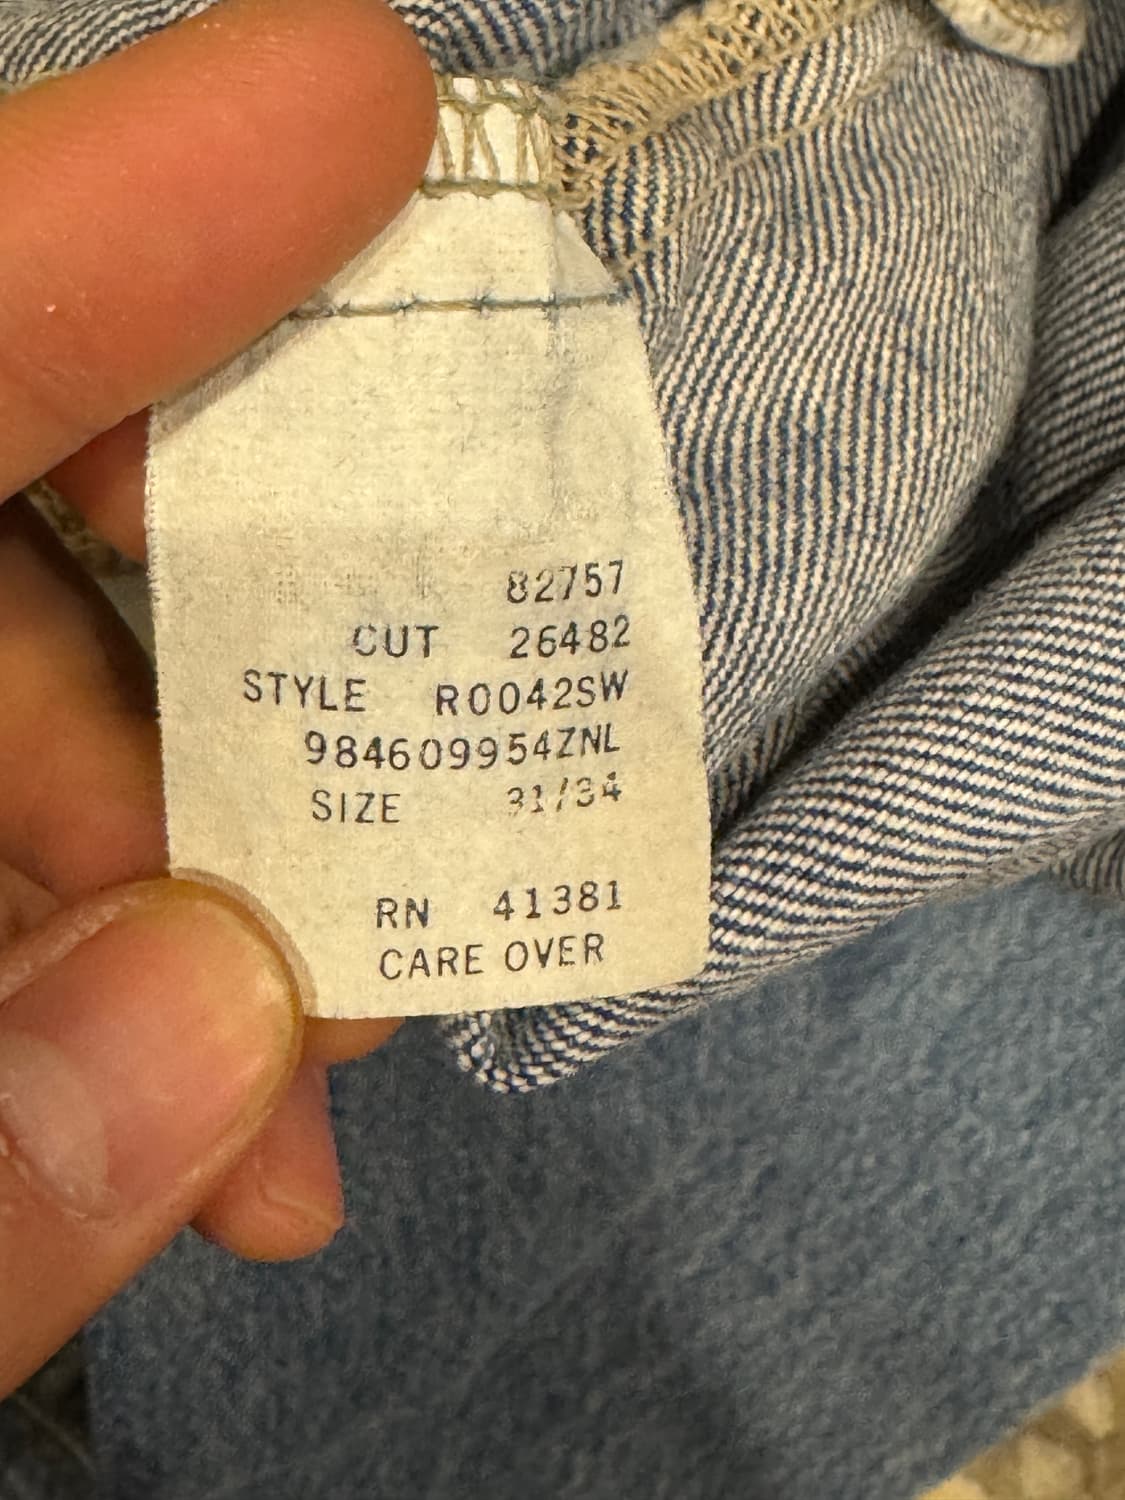 82757
CUT 26482
STYLE R0042SW
984609954ZNL
SIZE 31/34
RN 41381
CARE OVER